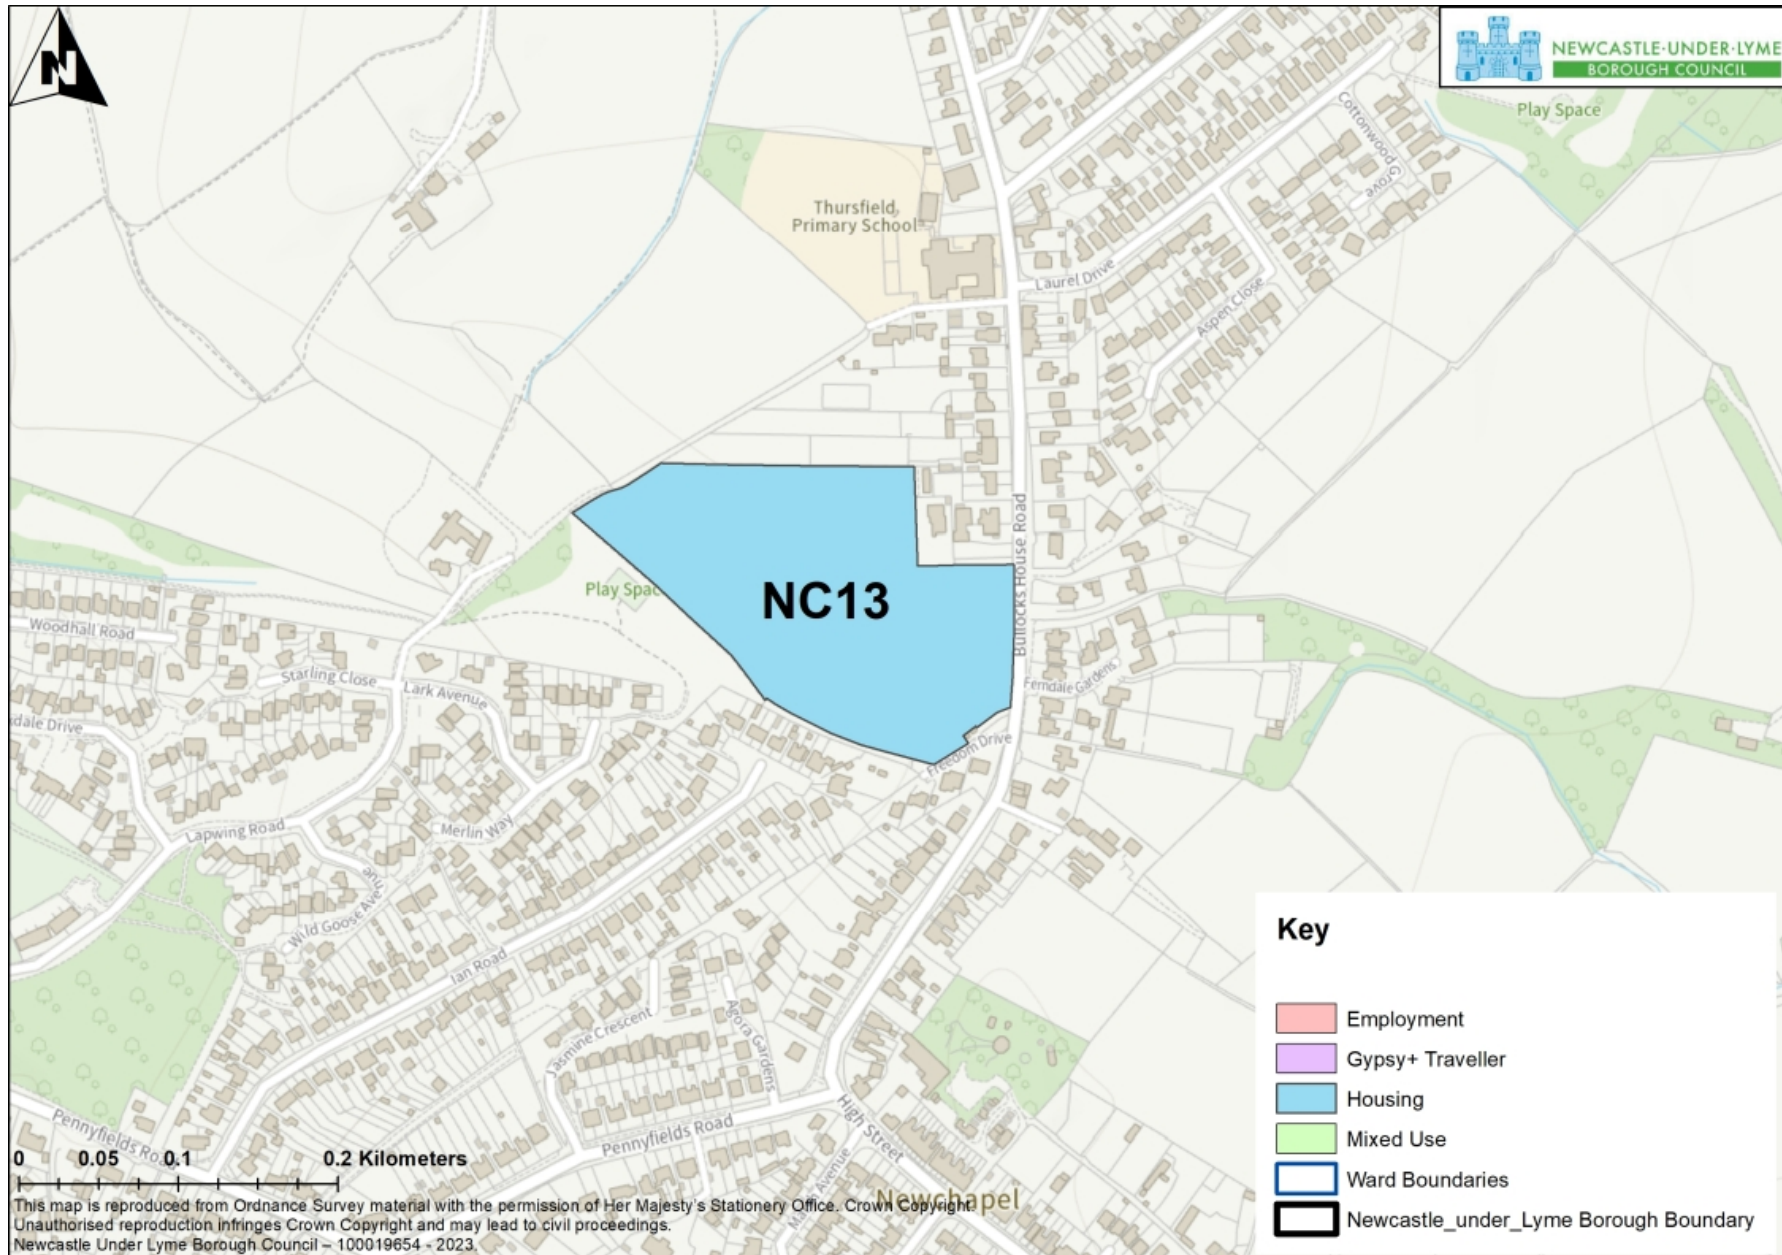 N
NEWCASTLE·UNDER·LYME
BOROUGH COUNCIL
Play Space
Cottonwood Grove
Thursfield
Primary School
Laurel Drive
Aspen Close
Bullocks House Road
NC13
Play Spac
Woodhall Road
Starling Close
Lark Avenue
Ferndale Gardens
dale Drive
Freedom Drive
Lapwing Road
Merlin Way
Wild Goose Avenue
Ian Road
Jasmine Crescent
Agora Gardens
Pennyfields Road
High Street
Pennyfields Road
Avenue
Newchapel
0 0.05 0.1 0.2 Kilometers
This map is reproduced from Ordnance Survey material with the permission of Her Majesty's Stationery Office. Crown Copyright.
Unauthorised reproduction infringes Crown Copyright and may lead to civil proceedings.
Newcastle Under Lyme Borough Council – 100019654 - 2023.
Key
Employment
Gypsy+ Traveller
Housing
Mixed Use
Ward Boundaries
Newcastle_under_Lyme Borough Boundary